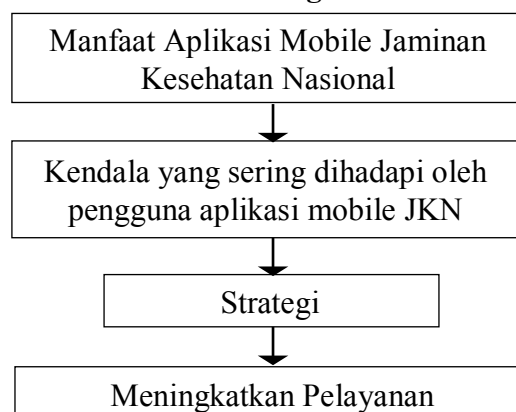 Manfaat Aplikasi Mobile Jaminan
Kesehatan Nasional
Kendala yang sering dihadapi oleh
pengguna aplikasi mobile JKN
Strategi
Meningkatkan Pelayanan